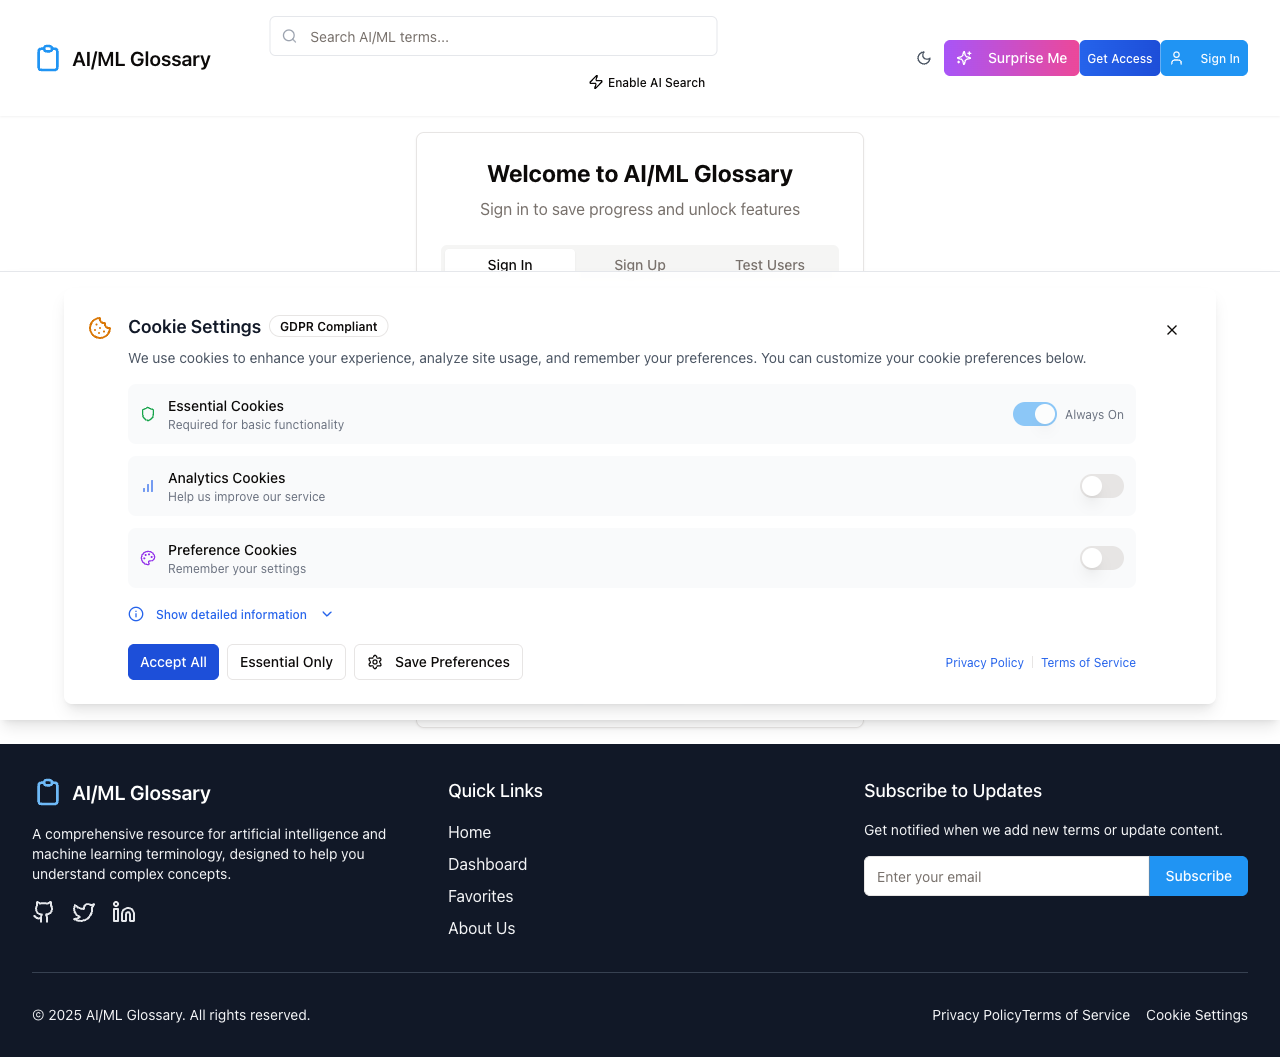 AI/ML Glossary
Search AI/ML terms...
Enable AI Search
Surprise Me
Get Access
Sign In
Welcome to AI/ML Glossary
Sign in to save progress and unlock features
Sign In
Sign Up
Test Users
Cookie Settings
GDPR Compliant
We use cookies to enhance your experience, analyze site usage, and remember your preferences. You can customize your cookie preferences below.
Essential Cookies
Required for basic functionality
Always On
Analytics Cookies
Help us improve our service
Preference Cookies
Remember your settings
Show detailed information
Accept All
Essential Only
Save Preferences
Privacy Policy
Terms of Service
AI/ML Glossary
A comprehensive resource for artificial intelligence and
machine learning terminology, designed to help you
understand complex concepts.
Quick Links
Home
Dashboard
Favorites
About Us
Subscribe to Updates
Get notified when we add new terms or update content.
Enter your email
Subscribe
© 2025 AI/ML Glossary. All rights reserved.
Privacy Policy
Terms of Service
Cookie Settings